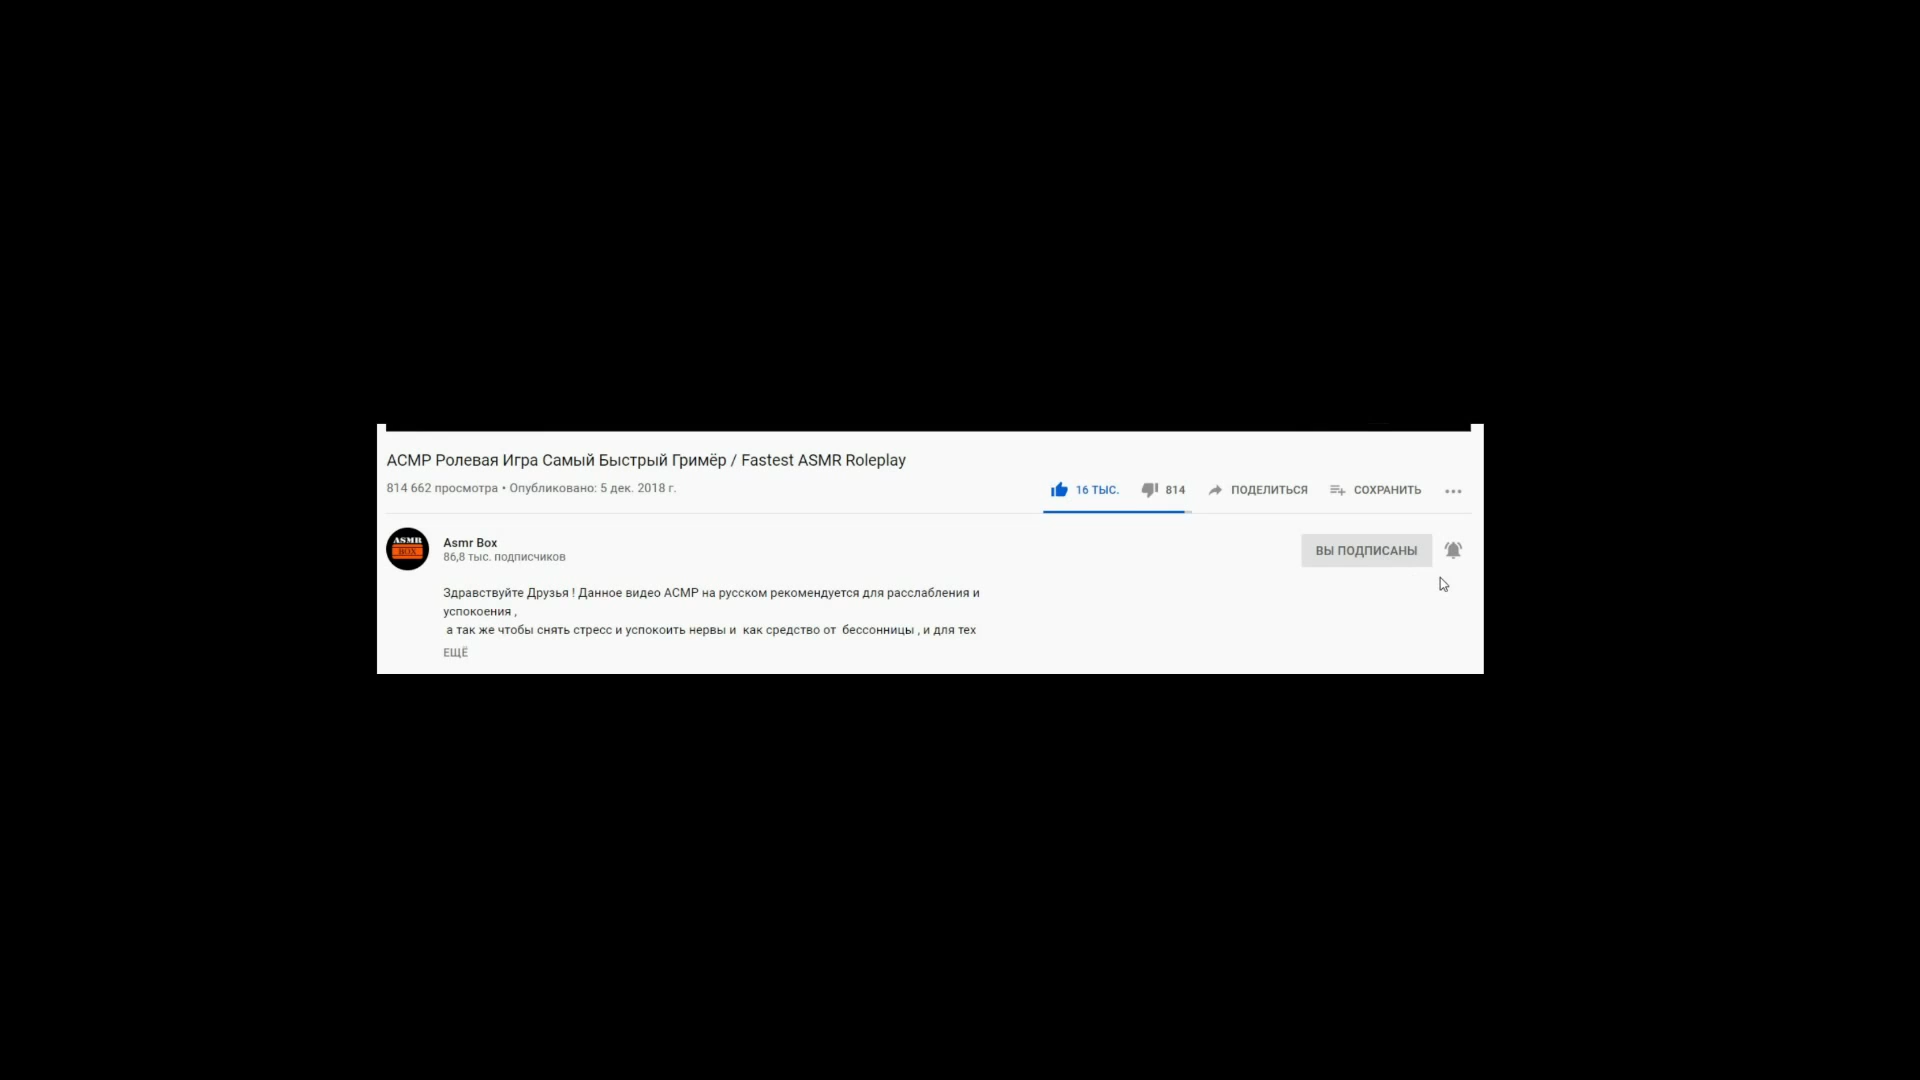 АСМР Ролевая Игра Самый Быстрый Гримёр / Fastest ASMR Roleplay
814 662 просмотра • Опубликовано: 5 дек. 2018 г.
16 ТЫС.
814
ПОДЕЛИТЬСЯ
СОХРАНИТЬ
ASMR
BOX
Asmr Box
86,8 тыс. подписчиков
ВЫ ПОДПИСАНЫ
Здравствуйте Друзья ! Данное видео АСМР на русском рекомендуется для расслабления и
успокоения ,
а так же чтобы снять стресс и успокоить нервы и как средство от бессонницы , и для тех
ЕЩЁ